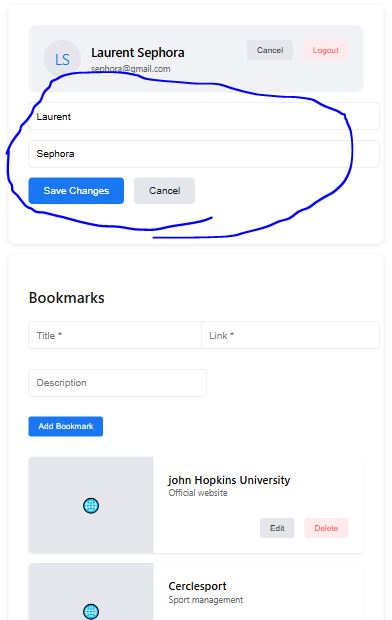 LS
Laurent Sephora
sephora@gmail.com
Cancel
Logout
Laurent
Sephora
Save Changes
Cancel
Bookmarks
Title *
Link *
Description
Add Bookmark
john Hopkins University
Official website
Edit
Delete
Cerclesport
Sport management